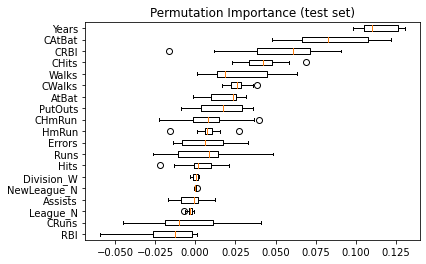 Permutation Importance (test set)
Years
CAtBat
CRBI
CHits
Walks
CWalks
AtBat
PutOuts
CHmRun
HmRun
Errors
Runs
Hits
Division_W
NewLeague_N
Assists
League_N
CRuns
RBI
−0.050 −0.025 0.000 0.025 0.050 0.075 0.100 0.125